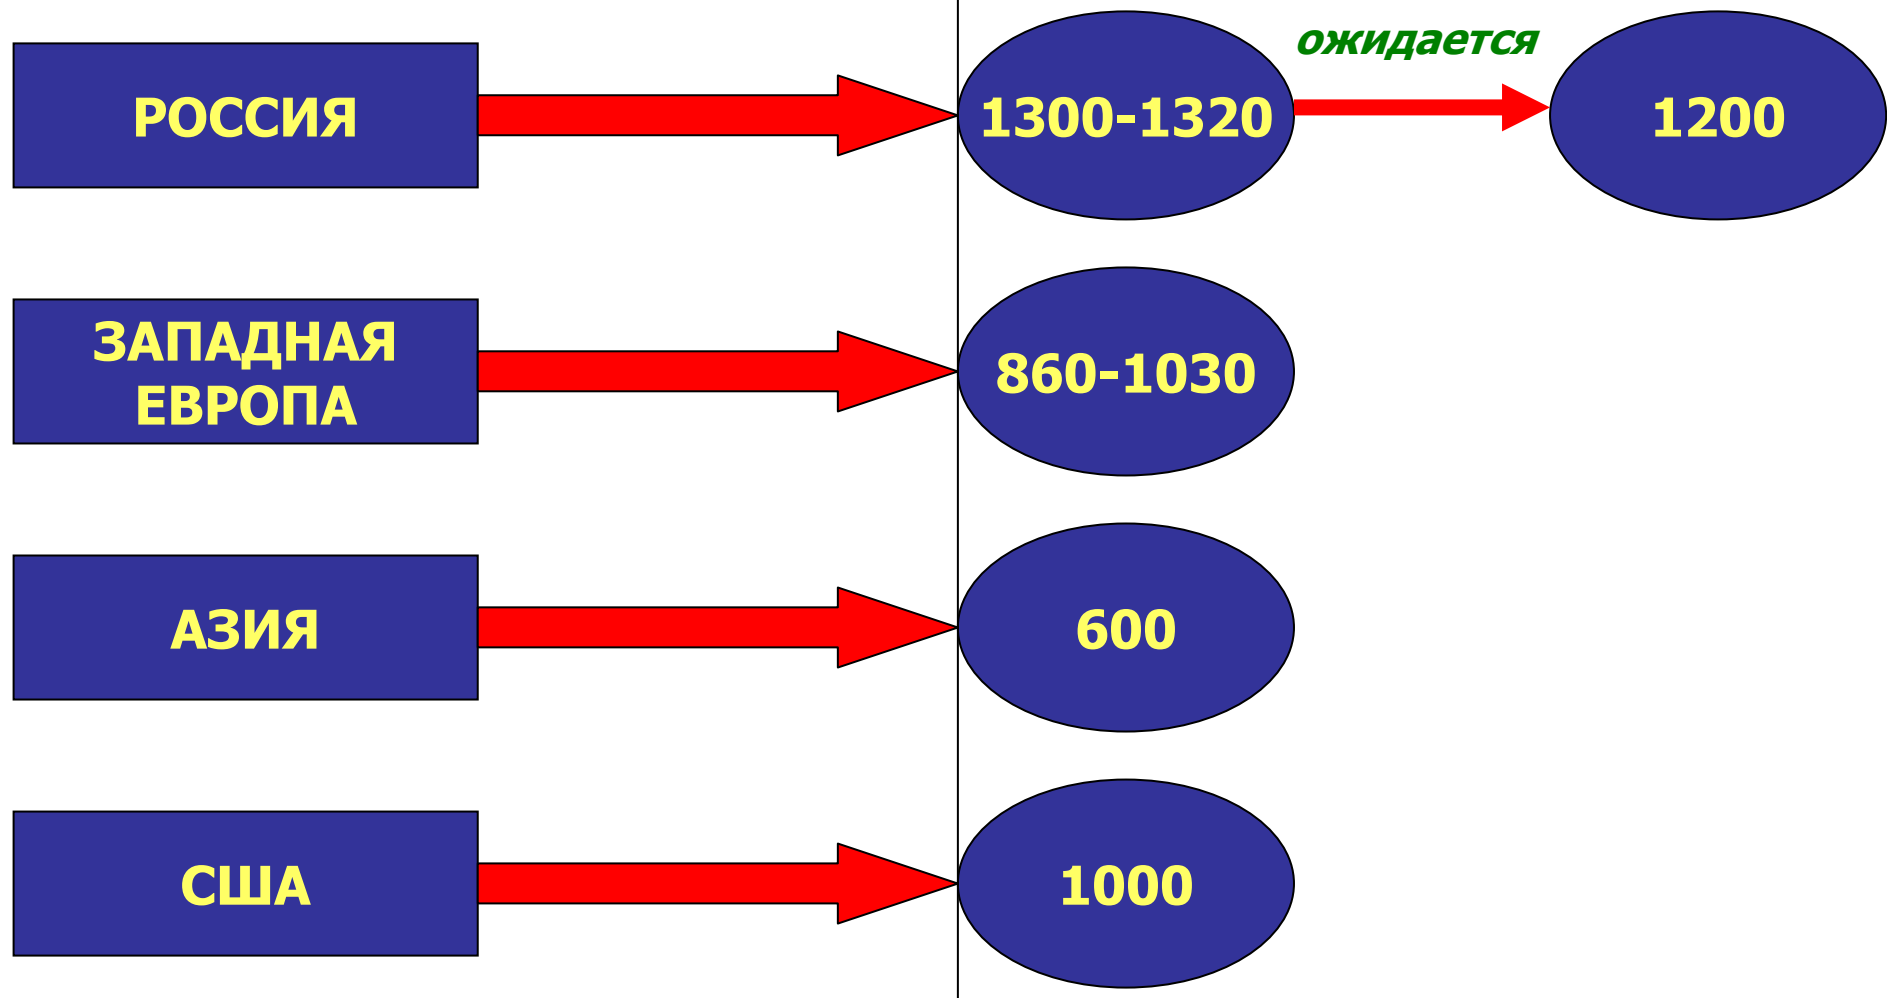 РОССИЯ
1300-1320
ожидается
1200
ЗАПАДНАЯ
ЕВРОПА
860-1030
АЗИЯ
600
США
1000